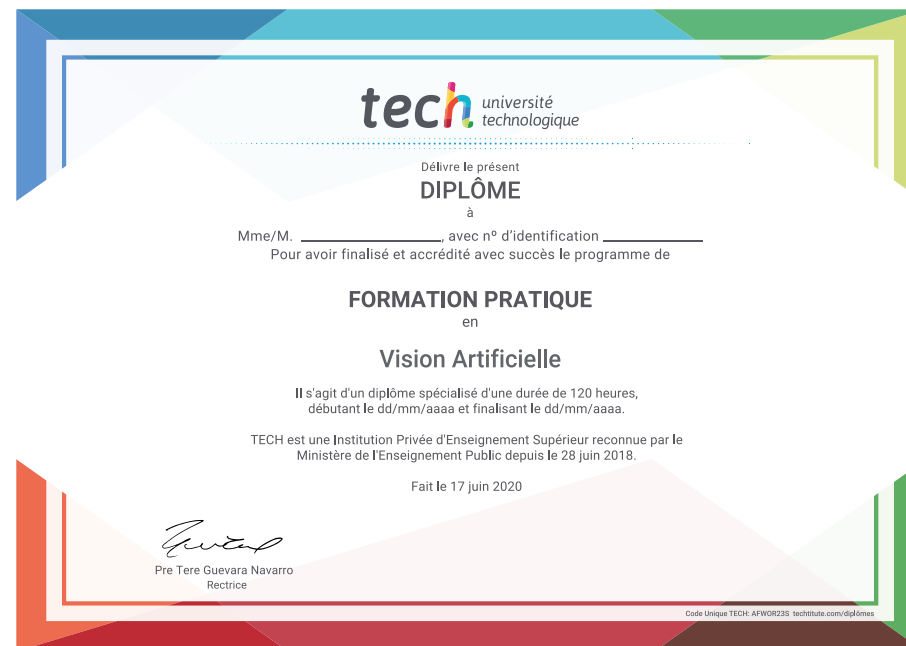 tech université
technologique
Délivre le présent
DIPLÔME
à
Mme/M. ____________________, avec nº d'identification ______________
Pour avoir finalisé et accrédité avec succès le programme de
FORMATION PRATIQUE
en
Vision Artificielle
Il s'agit d'un diplôme spécialisé d'une durée de 120 heures,
débutant le dd/mm/aaaa et finalisant le dd/mm/aaaa.
TECH est une Institution Privée d'Enseignement Supérieur reconnue par le
Ministère de l'Enseignement Public depuis le 28 juin 2018.
Fait le 17 juin 2020
Pre Tere Guevara Navarro
Rectrice
Code Unique TECH: AFWOR23S techtitute.com/diplômes